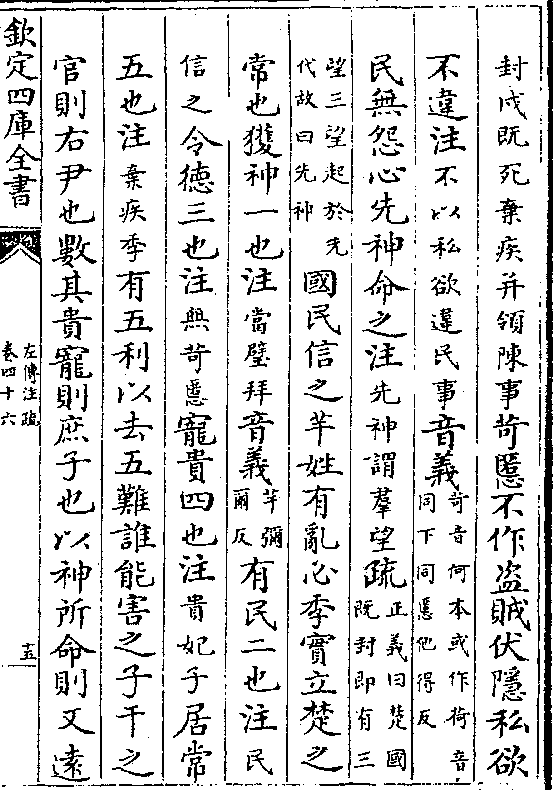 封戍既死棄疾并領陳事苛慝不作盗賊伏隱私欲
不違注不以私欲違民事音義苛音何本或作荷音同下同慝他得反
民無怨心先神命之注先神謂羣望疏正義曰楚國既封即有三
望三望起於先代故曰先神國民信之芊姓有亂必季實立楚之
常也獲神一也注當璧拜音義芊彌爾反有民二也注民
信之令德三也注無苛慝寵貴四也注貴妃子居常
五也注棄疾季有五利以去五難誰能害之子干之
官則右尹也數其貴寵則庶子也以神所命則又遠
欽定四庫全書
左傳注疏
卷四十六
十五